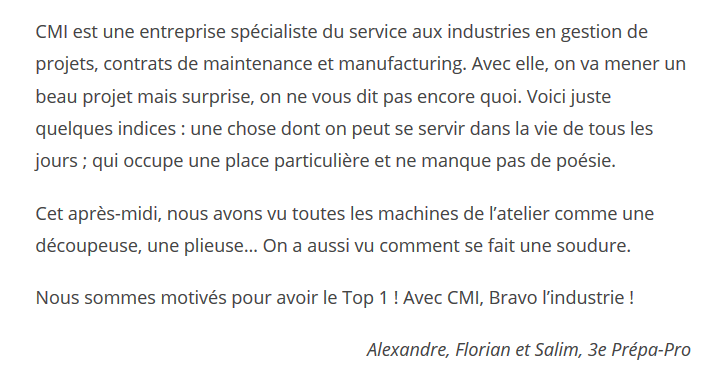 CMI est une entreprise spécialiste du service aux industries en gestion de
projets, contrats de maintenance et manufacturing. Avec elle, on va mener un
beau projet mais surprise, on ne vous dit pas encore quoi. Voici juste
quelques indices : une chose dont on peut se servir dans la vie de tous les
jours ; qui occupe une place particulière et ne manque pas de poésie.
Cet après-midi, nous avons vu toutes les machines de l’atelier comme une
découpeuse, une plieuse… On a aussi vu comment se fait une soudure.
Nous sommes motivés pour avoir le Top 1 ! Avec CMI, Bravo l’industrie !
Alexandre, Florian et Salim, 3e Prépa-Pro